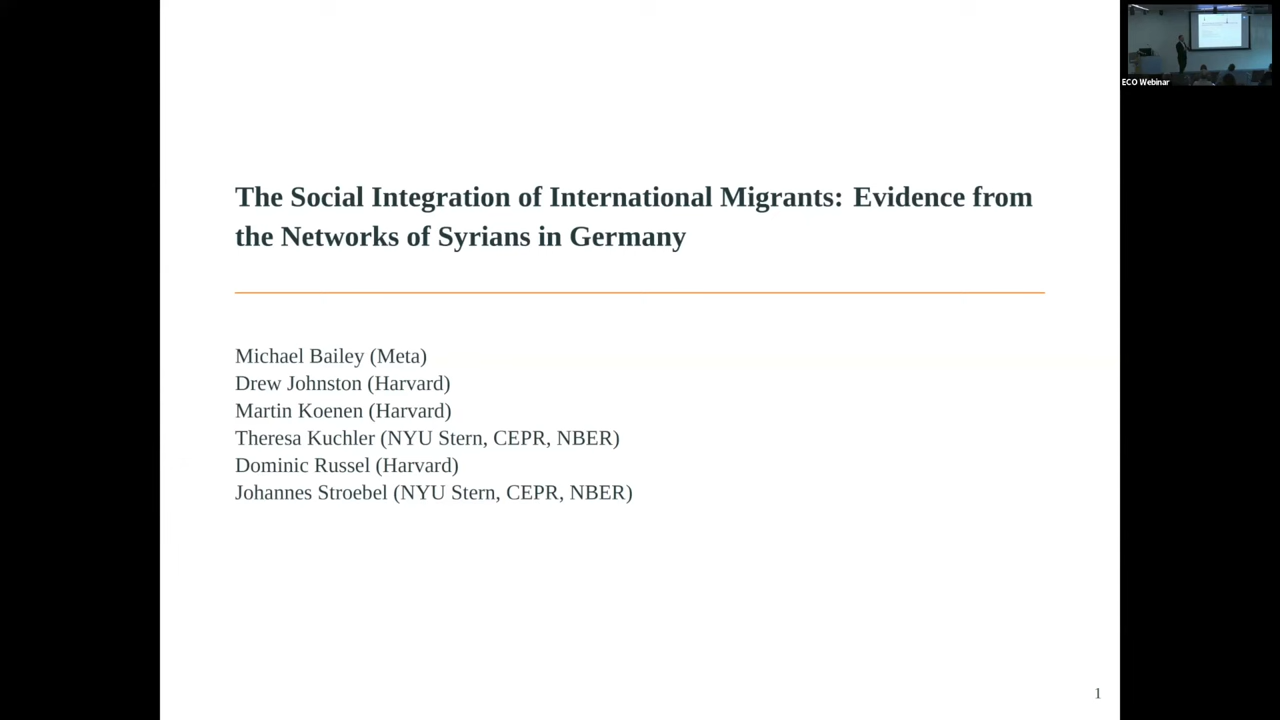 The Social Integration of International Migrants: Evidence from
the Networks of Syrians in Germany
Michael Bailey (Meta)
Drew Johnston (Harvard)
Martin Koenen (Harvard)
Theresa Kuchler (NYU Stern, CEPR, NBER)
Dominic Russel (Harvard)
Johannes Stroebel (NYU Stern, CEPR, NBER)
1
ECO Webinar